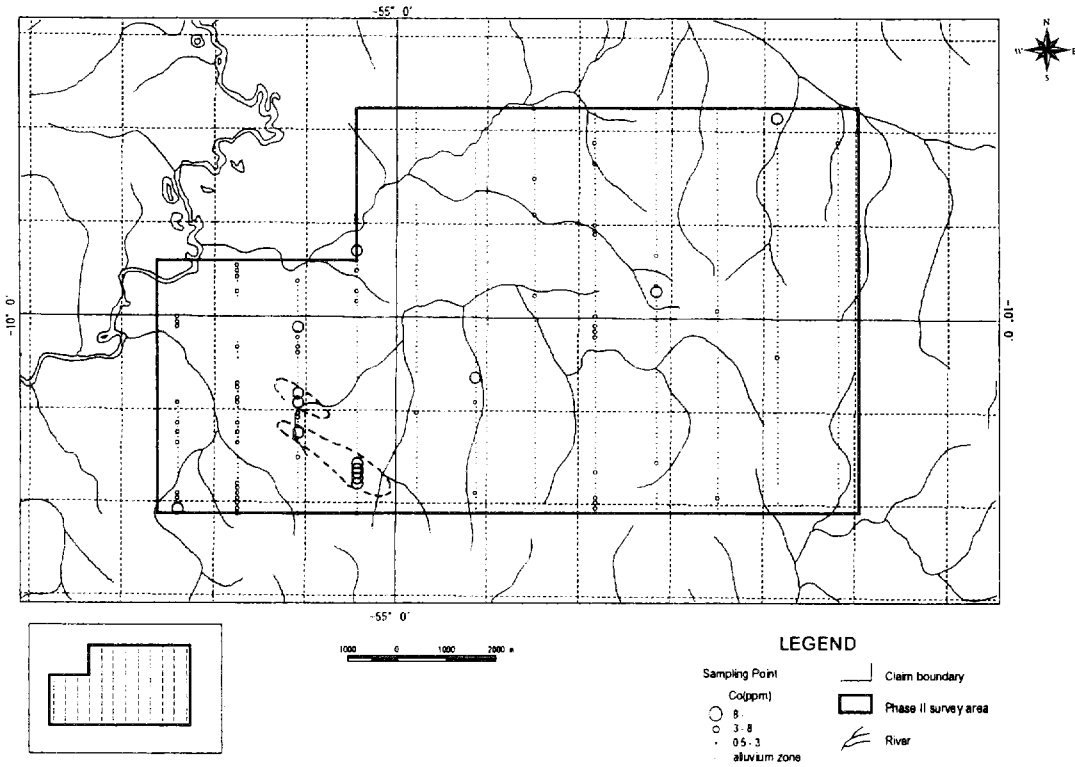 -55° 0'
N
W
E
S
-10° 0'
-10° 0'
-55° 0'
1000 0 1000 2000 m
LEGEND
Sampling Point
Co(ppm)
8 -
3 - 8
0.5 - 3
alluvium zone
Claim boundary
Phase II survey area
River